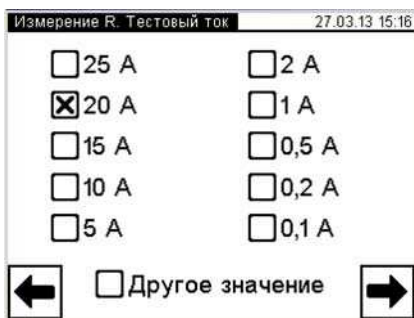 Измерение R. Тестовый ток 27.03.13 15:16
25 А 2 А
20 А 1 А
15 А 0,5 А
10 А 0,2 А
5 А 0,1 А
Другое значение